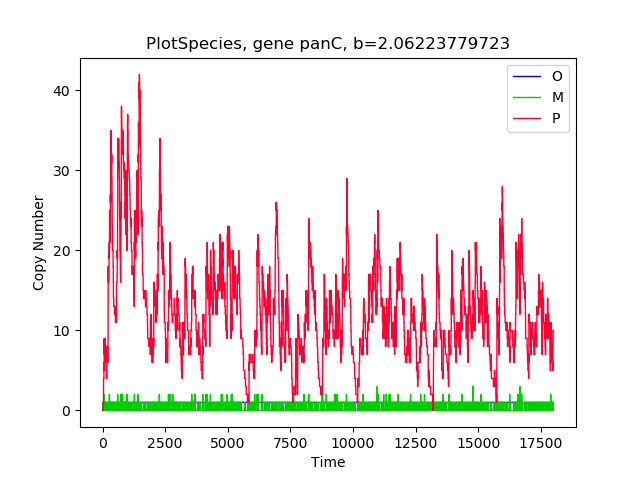 PlotSpecies, gene panC, b=2.06223779723
O
M
P
40
30
20
10
0
Copy Number
0 2500 5000 7500 10000 12500 15000 17500
Time